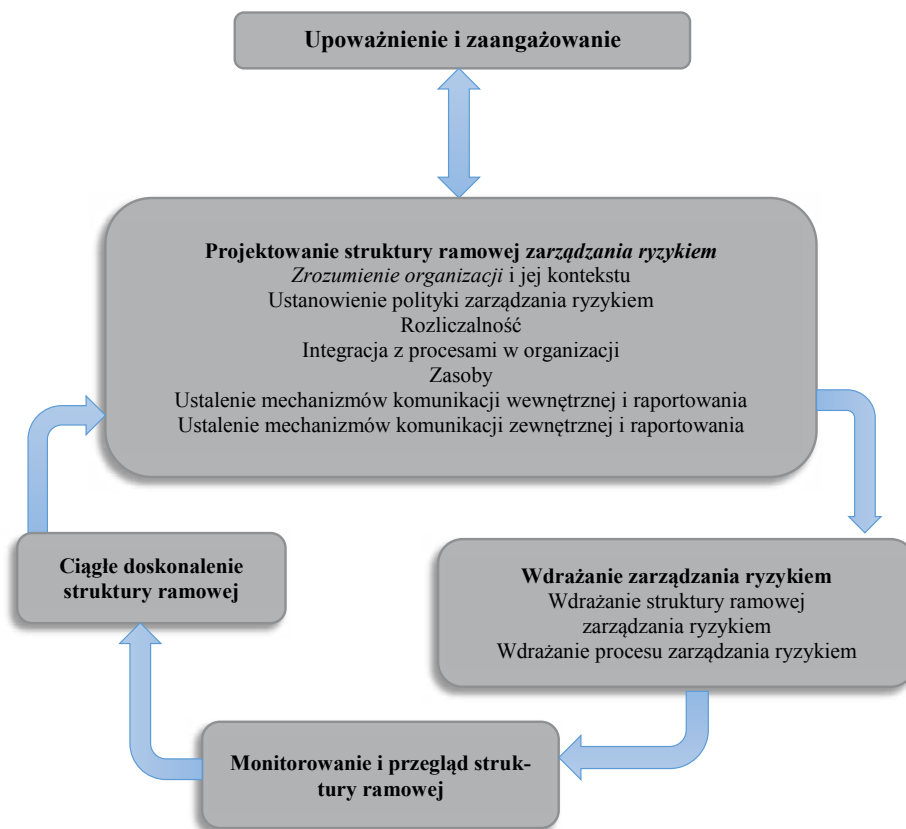 Upoważnienie i zaangażowanie
Projektowanie struktury ramowej zarządzania ryzykiem
Zrozumienie organizacji i jej kontekstu
Ustanowienie polityki zarządzania ryzykiem
Rozliczalność
Integracja z procesami w organizacji
Zasoby
Ustalenie mechanizmów komunikacji wewnętrznej i raportowania
Ustalenie mechanizmów komunikacji zewnętrznej i raportowania
Ciągłe doskonalenie
struktury ramowej
Wdrażanie zarządzania ryzykiem
Wdrażanie struktury ramowej
zarządzania ryzykiem
Wdrażanie procesu zarządzania ryzykiem
Monitorowanie i przegląd struk-
tury ramowej